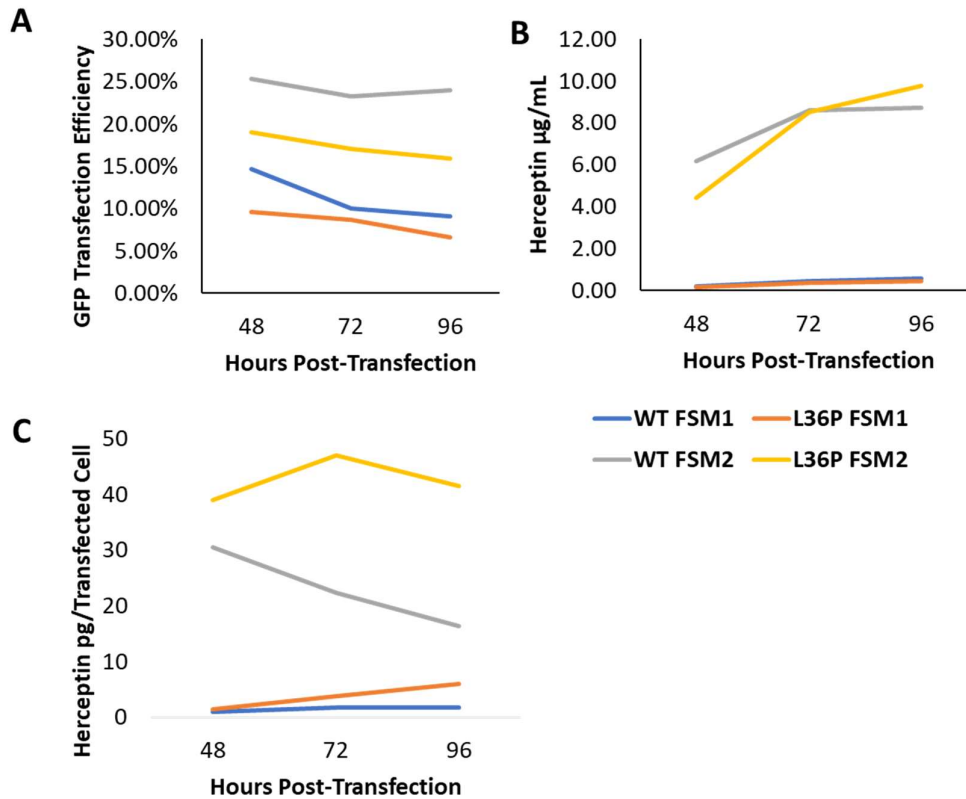 A
GFP Transfection Efficiency
30.00%
25.00%
20.00%
15.00%
10.00%
5.00%
0.00%
48 72 96
Hours Post-Transfection
B
Herceptin µg/mL
12.00
10.00
8.00
6.00
4.00
2.00
0.00
48 72 96
Hours Post-Transfection
WT FSM1 L36P FSM1
WT FSM2 L36P FSM2
C
Herceptin pg/Transfected Cell
50
40
30
20
10
0
48 72 96
Hours Post-Transfection